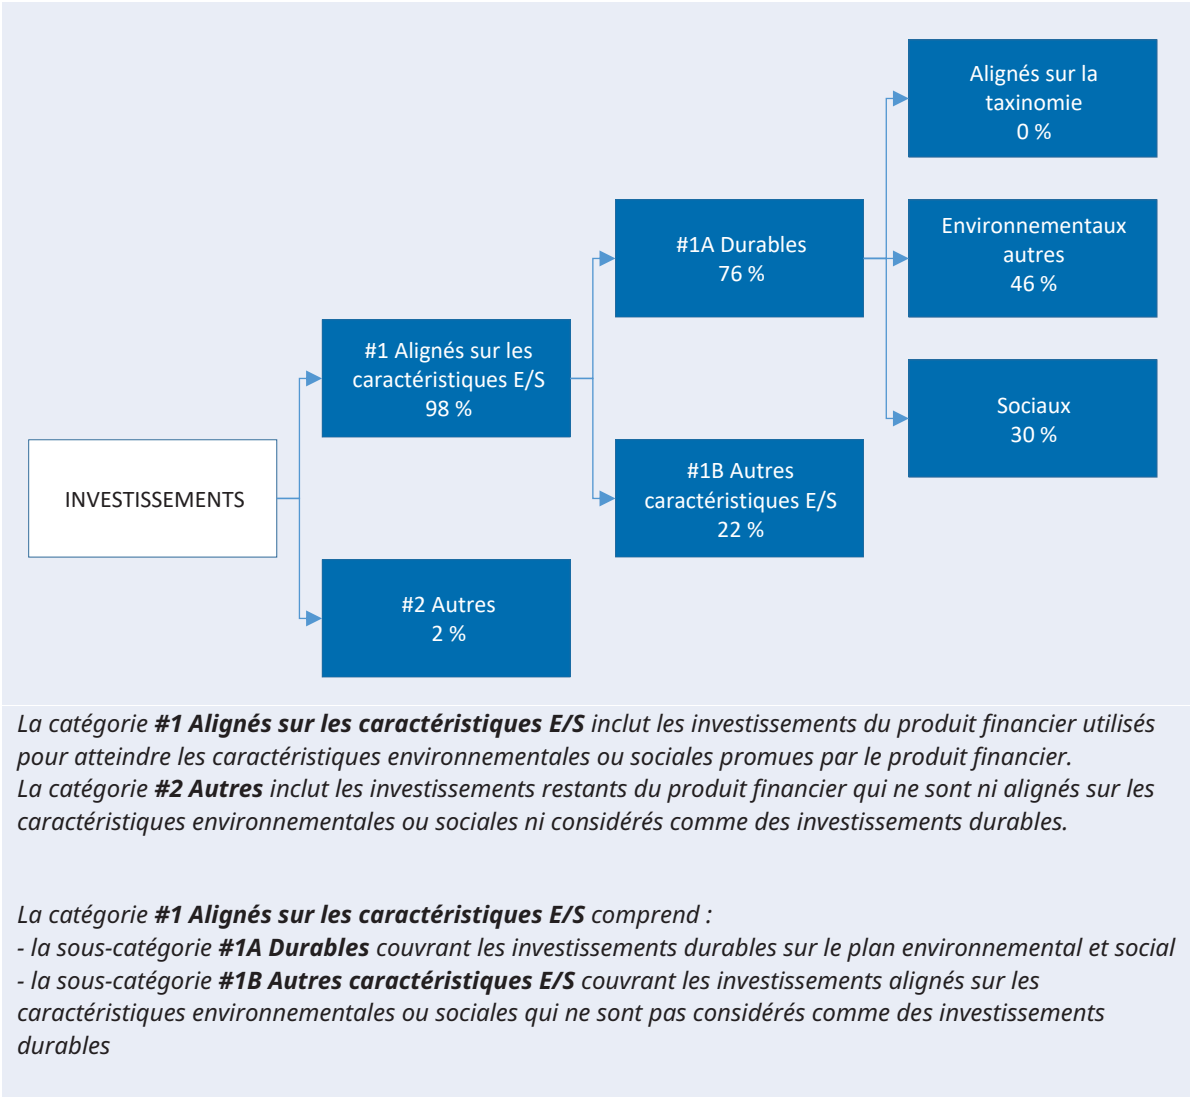 Alignés sur la
taxinomie
0 %
#1A Durables
76 %
Environnementaux
autres
46 %
#1 Alignés sur les
caractéristiques E/S
98 %
Sociaux
30 %
INVESTISSEMENTS
#1B Autres
caractéristiques E/S
22 %
#2 Autres
2 %
La catégorie #1 Alignés sur les caractéristiques E/S inclut les investissements du produit financier utilisés
pour atteindre les caractéristiques environnementales ou sociales promues par le produit financier.
La catégorie #2 Autres inclut les investissements restants du produit financier qui ne sont ni alignés sur les
caractéristiques environnementales ou sociales ni considérés comme des investissements durables.
La catégorie #1 Alignés sur les caractéristiques E/S comprend :
- la sous-catégorie #1A Durables couvrant les investissements durables sur le plan environnemental et social
- la sous-catégorie #1B Autres caractéristiques E/S couvrant les investissements alignés sur les
caractéristiques environnementales ou sociales qui ne sont pas considérés comme des investissements
durables